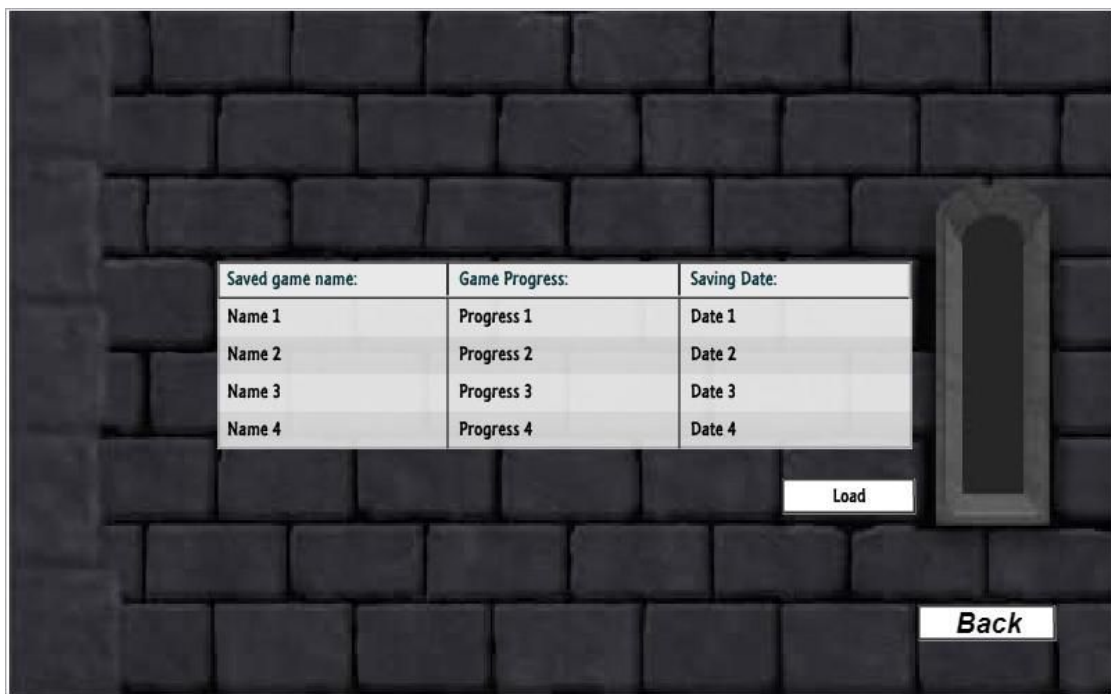 Saved game name: Game Progress: Saving Date:
Name 1 Progress 1 Date 1
Name 2 Progress 2 Date 2
Name 3 Progress 3 Date 3
Name 4 Progress 4 Date 4
Load
Back